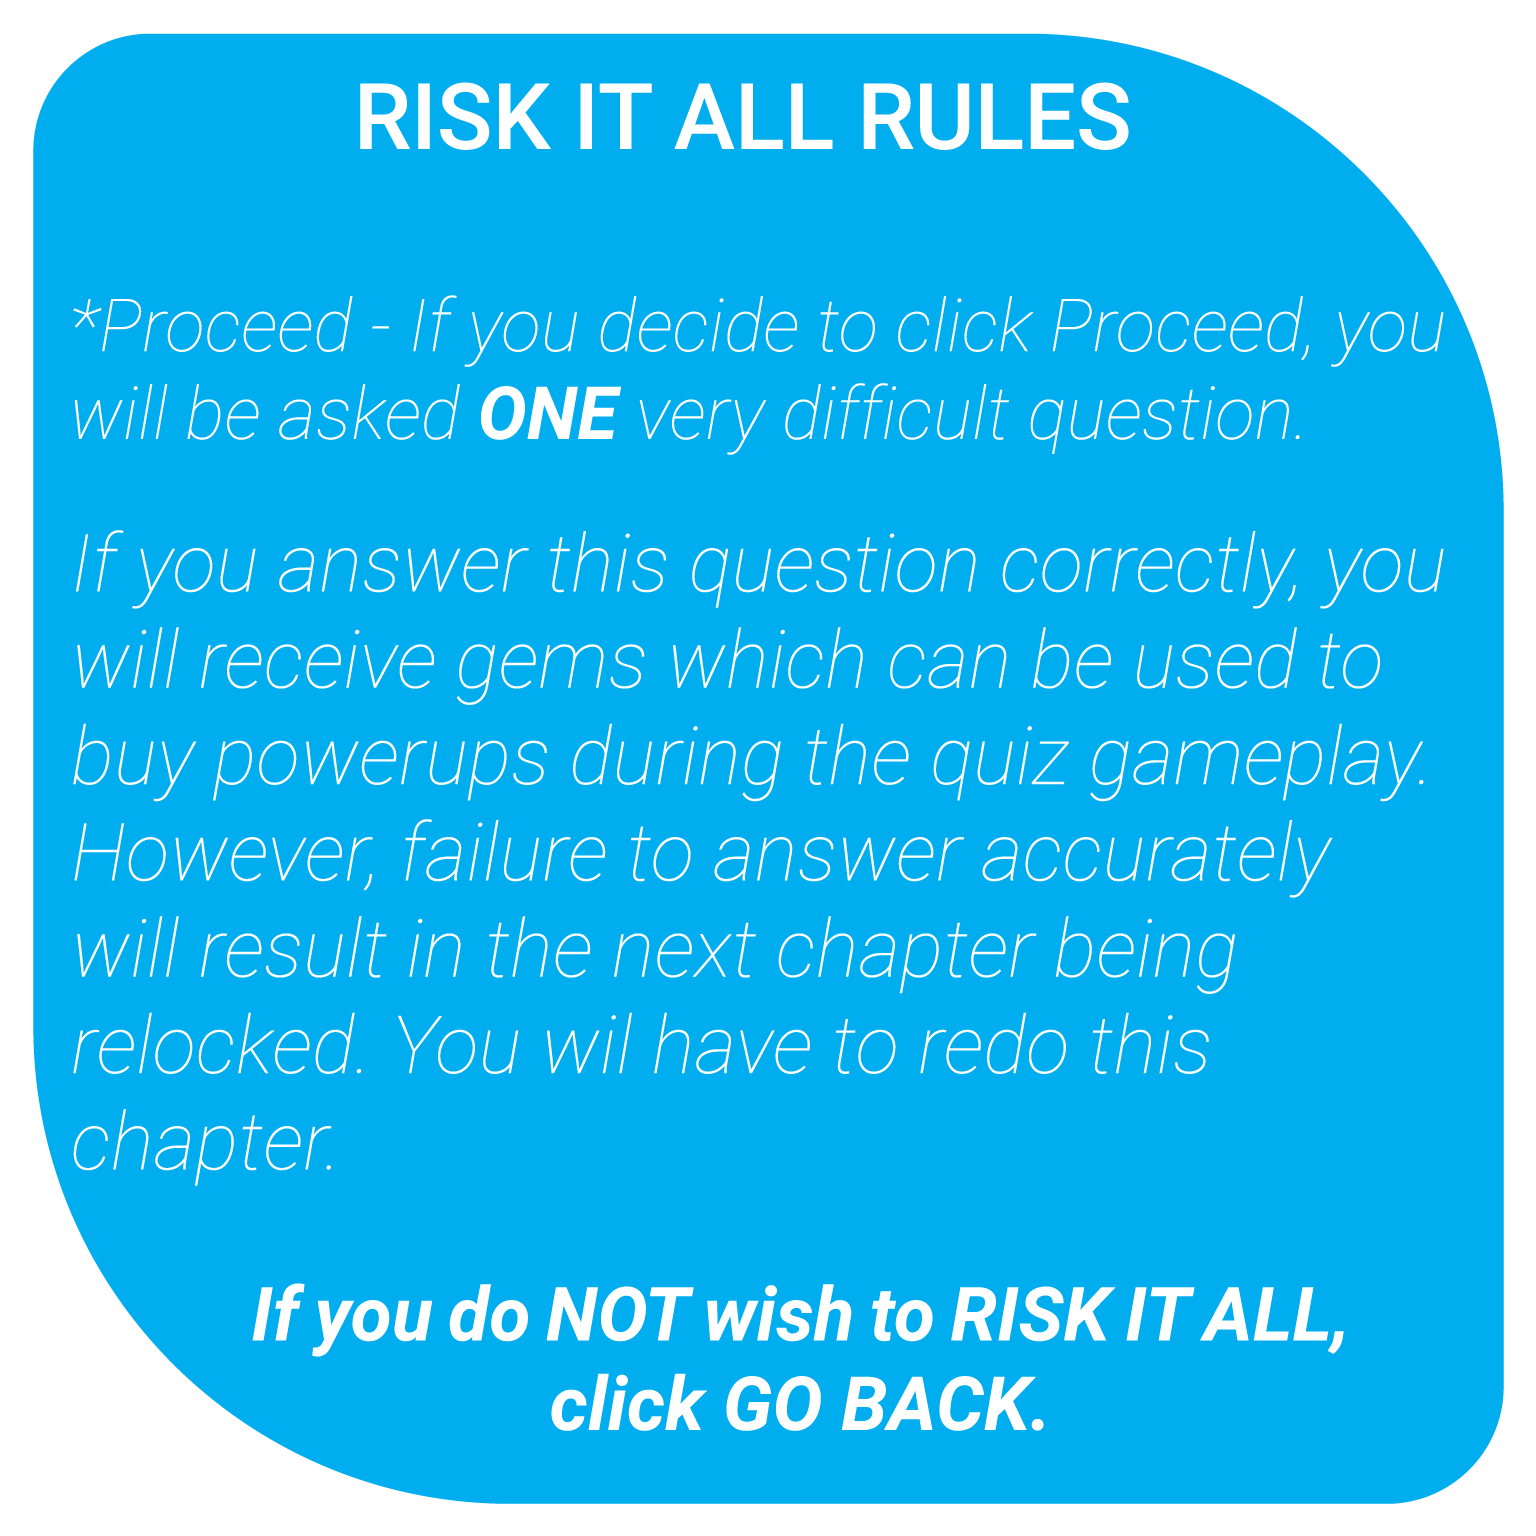 RISK IT ALL RULES
*Proceed - If you decide to click Proceed, you
will be asked ONE very difficult question.
If you answer this question correctly, you
will receive gems which can be used to
buy powerups during the quiz gameplay.
However, failure to answer accurately
will result in the next chapter being
relocked. You wil have to redo this
chapter.
If you do NOT wish to RISK IT ALL,
click GO BACK.